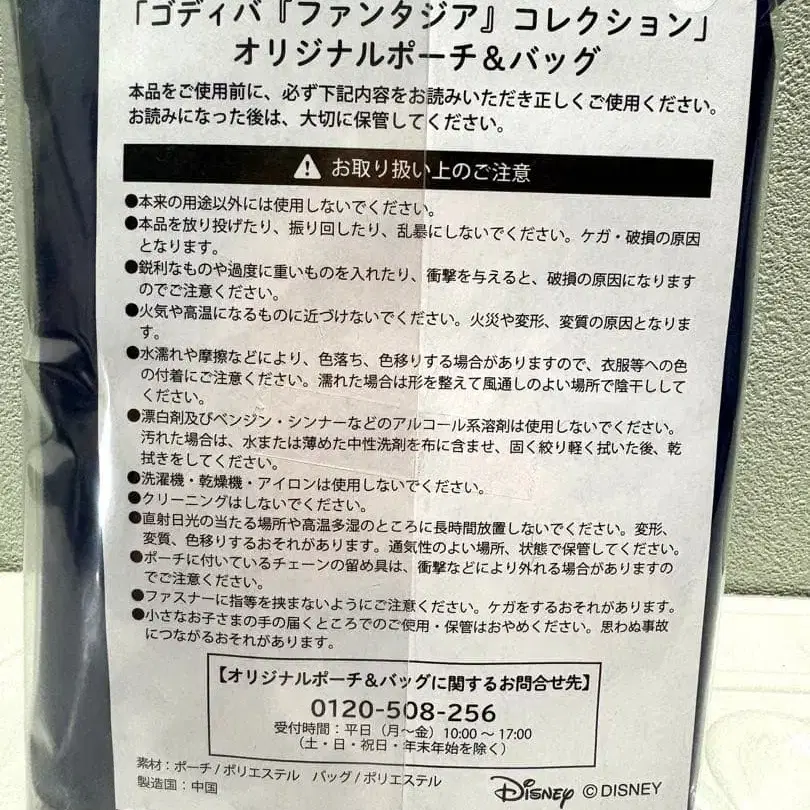 「ゴディバ『ファンタジア』コレクション」
オリジナルポーチ＆バッグ
本品をご使用前に、必ず下記内容をお読みいただき正しくご使用ください。
お読みになった後は、大切に保管してください。
お取り扱い上のご注意
●本来の用途以外には使用しないでください。
●本品を放り投げたり、振り回したり、乱暴にしないでください。ケガ・破損の原因
となります。
●鋭利なものや過度に重いものを入れたり、衝撃を与えると、破損の原因になります
のでご注意ください。
●火気や高温になるものに近づけないでください。火災や変形、変質の原因となりま
す。
●水濡れや摩擦などにより、色落ち、色移りする場合がありますので、衣服等への色
の付着にご注意ください。濡れた場合は形を整えて風通しのよい場所で陰干しして
ください。
●漂白剤及びベンジン・シンナーなどのアルコール系溶剤は使用しないでください。
汚れた場合は、水または薄めた中性洗剤を布に含ませ、固く絞り軽く拭いた後、乾
拭きをしてください。
●洗濯機・乾燥機・アイロンは使用しないでください。
●クリーニングはしないでください。
●直射日光の当たる場所や高温多湿のところに長時間放置しないでください。変形、
変質、色移りするおそれがあります。通気性のよい場所、状態で保管してください。
●ポーチに付いているチェーンの留め具は、衝撃などにより外れる場合がありますの
でご注意ください。
●ファスナーに指等を挟まないようにご注意ください。ケガをするおそれがあります。
●小さなお子さまの手の届くところでのご使用・保管はおやめください。思わぬ事故
につながるおそれがあります。
【オリジナルポーチ＆バッグに関するお問合せ先】
0120-508-256
受付時間：平日（月～金）10:00～17:00
（土・日・祝日・年末年始を除く）
素材：ポーチ/ポリエステル　バッグ/ポリエステル
製造国：中国
Disney ©DISNEY